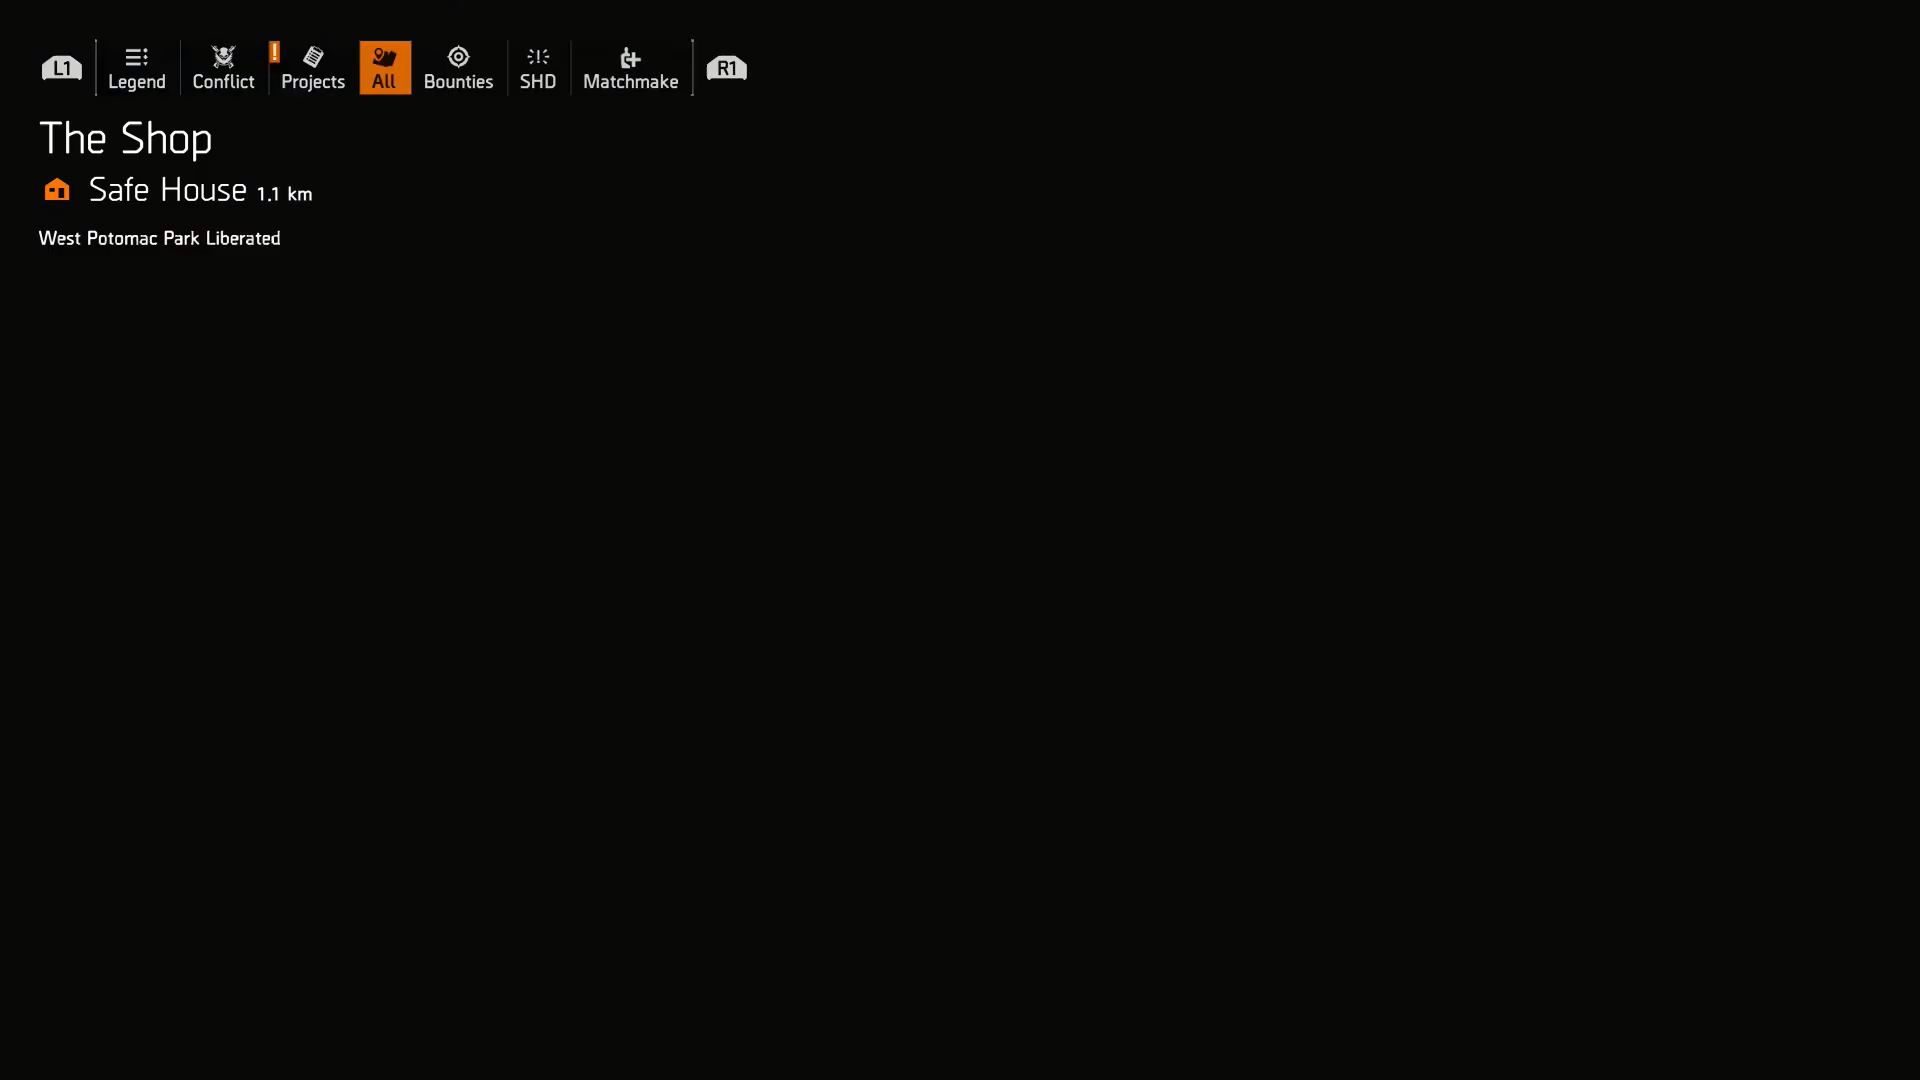 L1 Legend Conflict ! Projects All Bounties SHD Matchmake R1
The Shop
Safe House 1.1 km
West Potomac Park Liberated